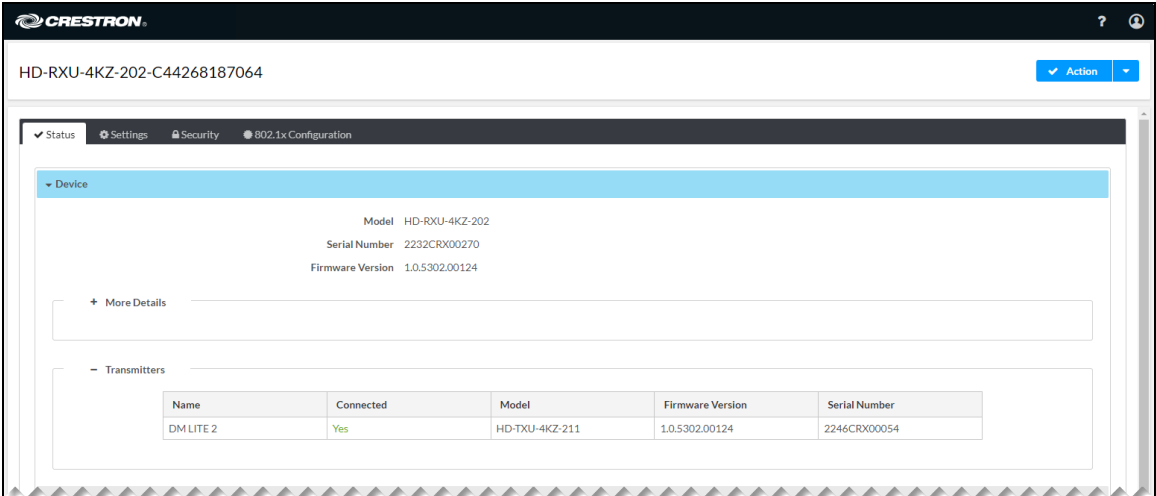 CRESTRON®
?
HD-RXU-4KZ-202-C44268187064
Action
Status Settings Security 802.1x Configuration
Device
Model HD-RXU-4KZ-202
Serial Number 2232CRX00270
Firmware Version 1.0.5302.00124
+ More Details
− Transmitters
Name Connected Model Firmware Version Serial Number
DM LITE 2 Yes HD-TXU-4KZ-211 1.0.5302.00124 2246CRX00054